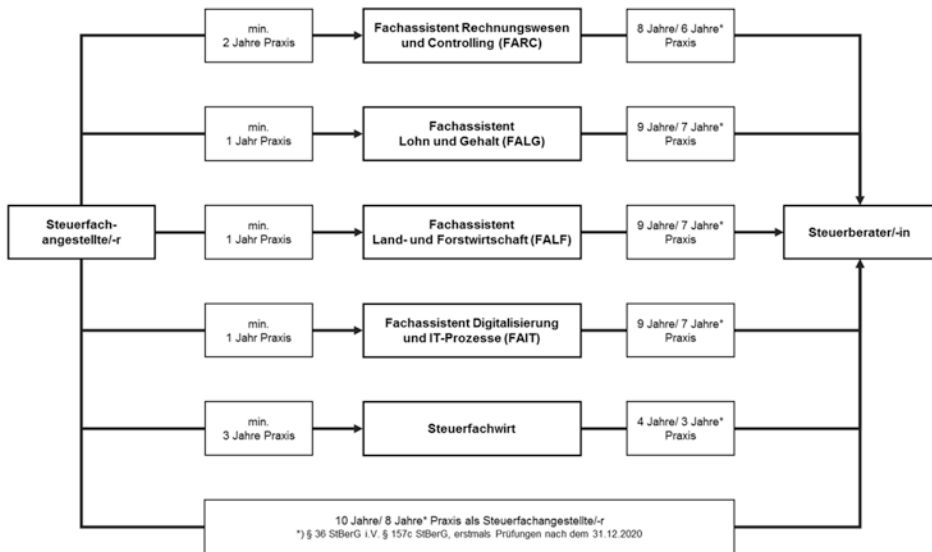 min.
2 Jahre Praxis
Fachassistent Rechnungswesen
und Controlling (FARC)
8 Jahre/ 6 Jahre*
Praxis
min.
1 Jahr Praxis
Fachassistent
Lohn und Gehalt (FALG)
9 Jahre/ 7 Jahre*
Praxis
Steuerfach-
angestellte/-r
min.
1 Jahr Praxis
Fachassistent
Land- und Forstwirtschaft (FALF)
9 Jahre/ 7 Jahre*
Praxis
Steuerberater/-in
min.
1 Jahr Praxis
Fachassistent Digitalisierung
und IT-Prozesse (FAIT)
9 Jahre/ 7 Jahre*
Praxis
min.
3 Jahre Praxis
Steuerfachwirt
4 Jahre/ 3 Jahre*
Praxis
10 Jahre/ 8 Jahre* Praxis als Steuerfachangestellte/-r
*) § 36 StBerG i.V. § 157c StBerG, erstmals Prüfungen nach dem 31.12.2020